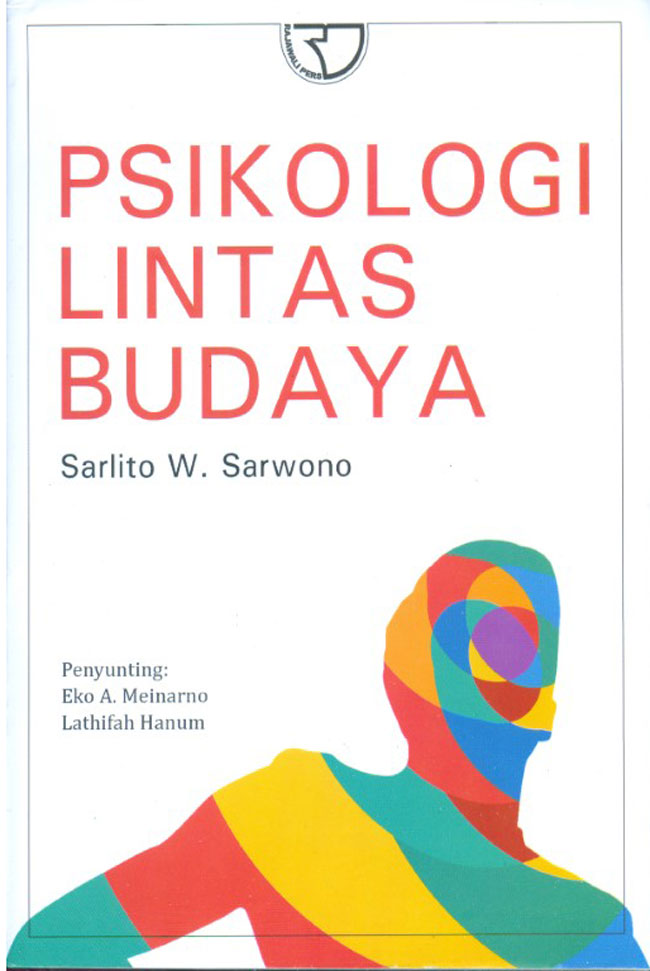 RAJAWALI PERS
PSIKOLOGI
LINTAS
BUDAYA
Sarlito W. Sarwono
Penyunting:
Eko A. Meinarno
Lathifah Hanum